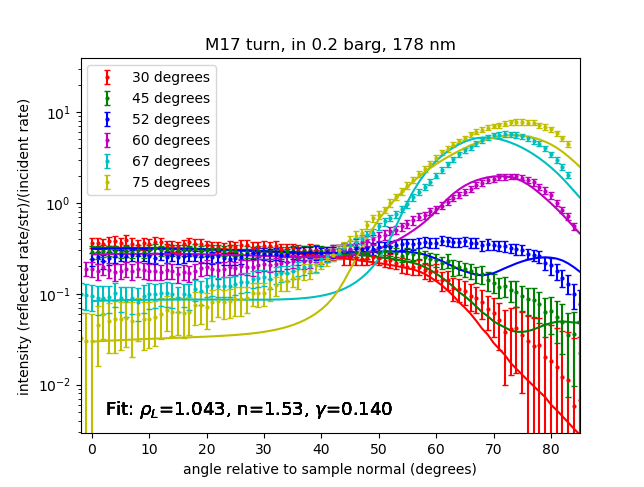 M17 turn, in 0.2 barg, 178 nm
intensity (reflected rate/str)/(incident rate)
10¹
10⁰
10⁻¹
10⁻²
30 degrees
45 degrees
52 degrees
60 degrees
67 degrees
75 degrees
Fit: ρ_L=1.043, n=1.53, γ=0.140
0 10 20 30 40 50 60 70 80
angle relative to sample normal (degrees)